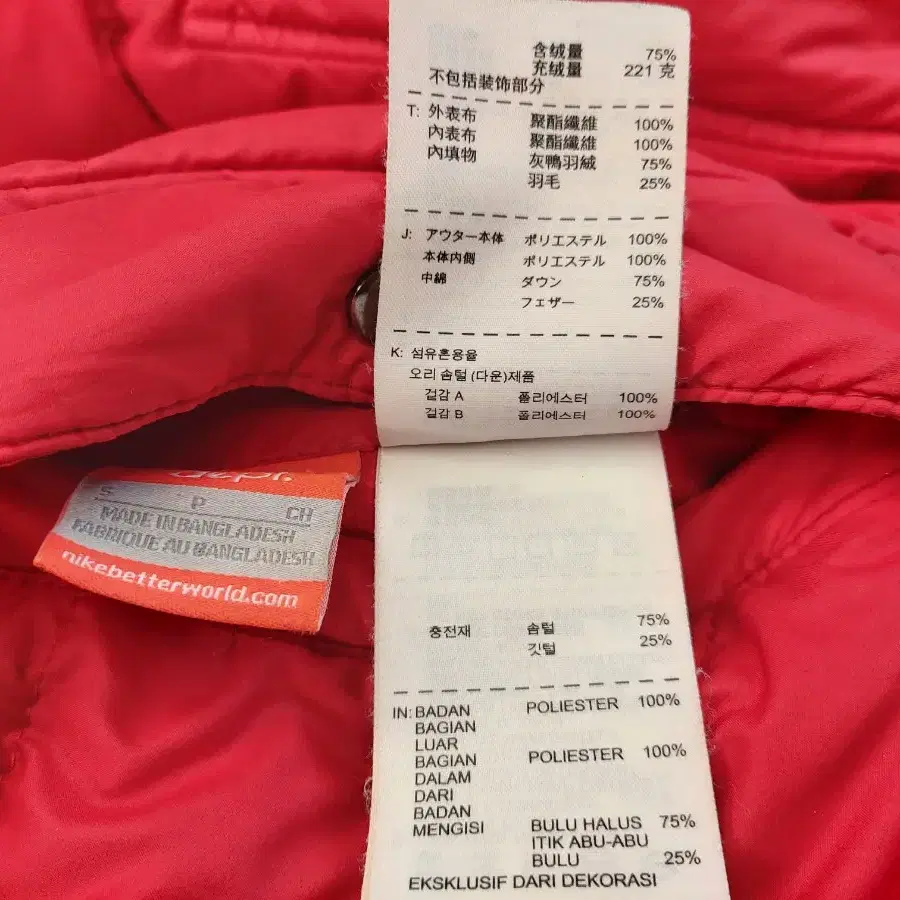 含绒量 75%
充绒量 221 克
不包括装饰部分
T: 外表布 聚酯纖維 100%
內表布 聚酯纖維 100%
內填物 灰鴨羽絨 75%
羽毛 25%
J: アウター本体 ポリエステル 100%
本体内側 ポリエステル 100%
中綿 ダウン 75%
フェザー 25%
K: 섬유혼용율
오리 솜털 (다운)제품
겉감 A 폴리에스터 100%
겉감 B 폴리에스터 100%
S P CH
MADE IN BANGLADESH
FABRIQUE AU BANGLADESH
nikebetterworld.com
충전재 솜털 75%
깃털 25%
IN: BADAN POLIESTER 100%
BAGIAN
LUAR
BAGIAN POLIESTER 100%
DALAM
DARI
BADAN
MENGISI BULU HALUS 75%
ITIK ABU-ABU
BULU 25%
EKSKLUSIF DARI DEKORASI